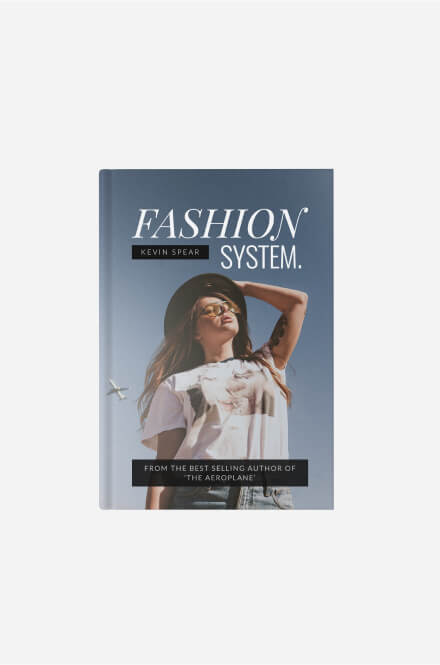 FASHION
KEVIN SPEAR
SYSTEM.
FROM THE BEST SELLING AUTHOR OF
'THE AEROPLANE'